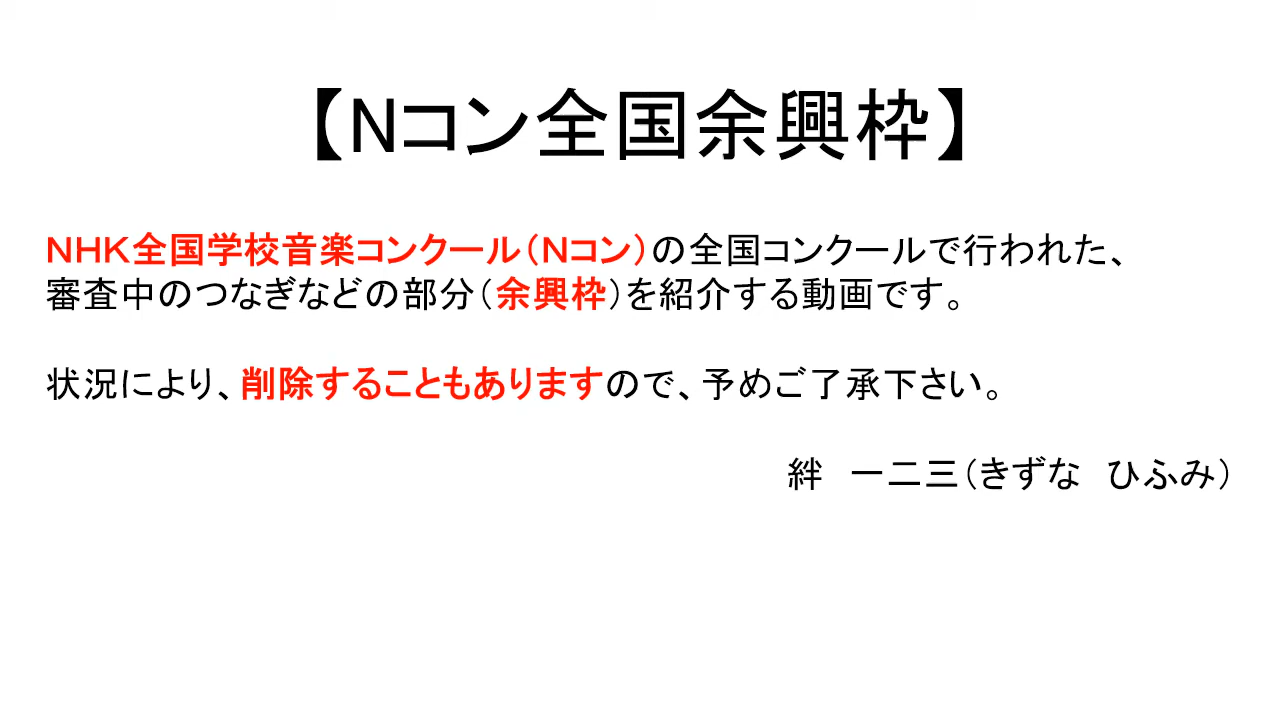 【Nコン全国余興枠】
NHK全国学校音楽コンクール(Nコン)の全国コンクールで行われた、
審査中のつなぎなどの部分(余興枠)を紹介する動画です。
状況により、削除することもありますので、予めご了承下さい。
絆　一二三(きずな　ひふみ)